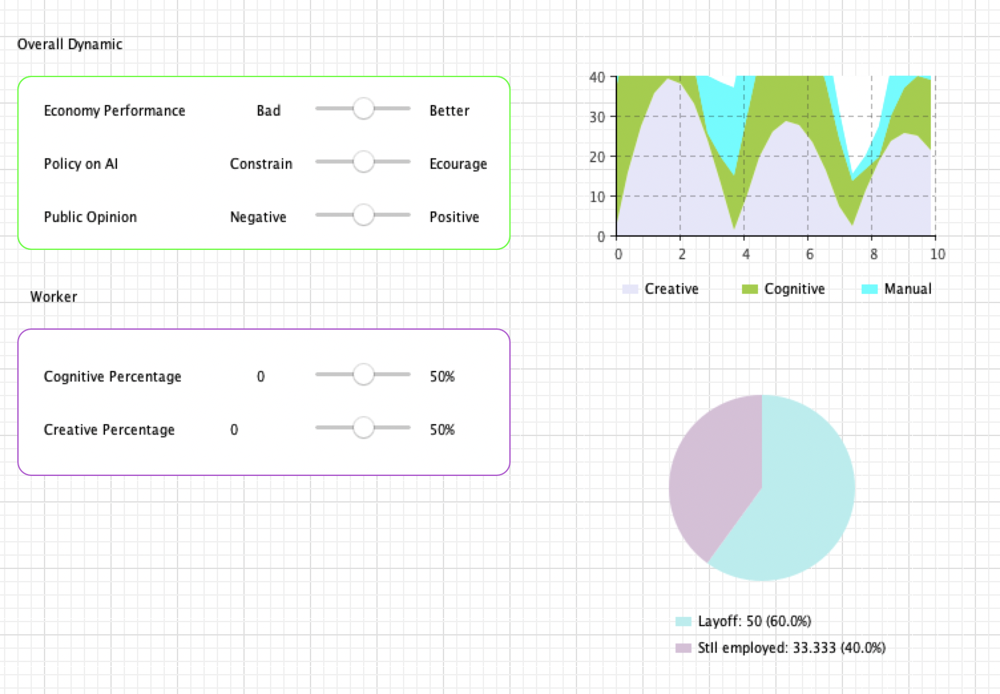 Overall Dynamic
Economy Performance Bad Better
Policy on AI Constrain Ecourage
Public Opinion Negative Positive
Worker
Cognitive Percentage 0 50%
Creative Percentage 0 50%
40
30
20
10
0
0 2 4 6 8 10
Creative Cognitive Manual
Layoff: 50 (60.0%)
Stll employed: 33.333 (40.0%)